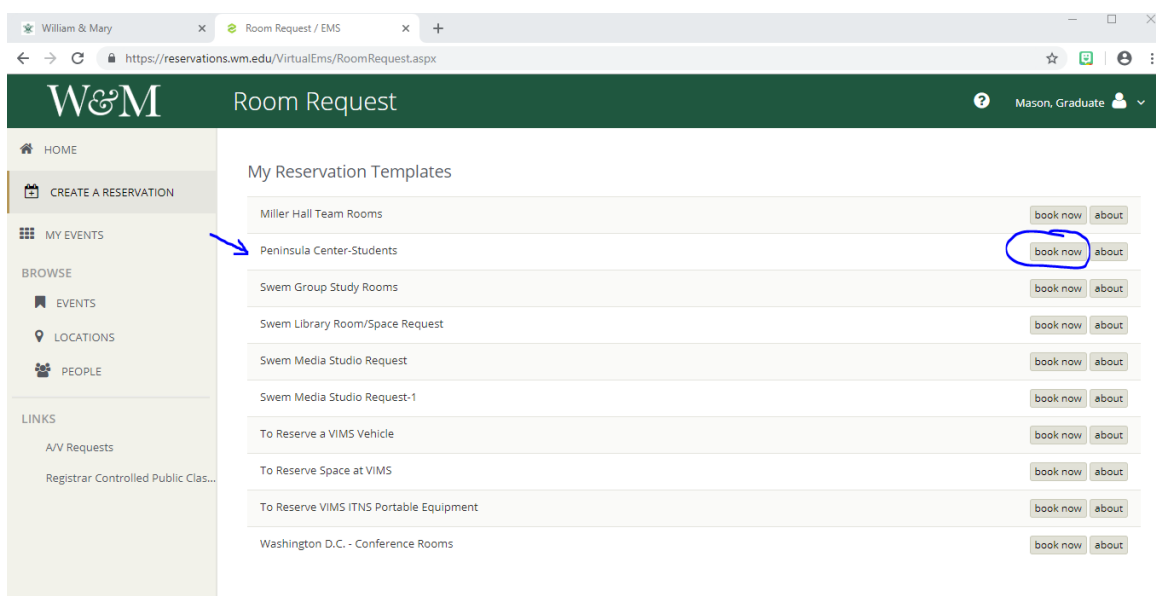 William & Mary
Room Request / EMS
https://reservations.wm.edu/VirtualEms/RoomRequest.aspx
W&M
Room Request
Mason, Graduate
HOME
CREATE A RESERVATION
MY EVENTS
BROWSE
EVENTS
LOCATIONS
PEOPLE
LINKS
A/V Requests
Registrar Controlled Public Clas...
My Reservation Templates
Miller Hall Team Rooms book now about
Peninsula Center-Students book now about
Swem Group Study Rooms book now about
Swem Library Room/Space Request book now about
Swem Media Studio Request book now about
Swem Media Studio Request-1 book now about
To Reserve a VIMS Vehicle book now about
To Reserve Space at VIMS book now about
To Reserve VIMS ITNS Portable Equipment book now about
Washington D.C. - Conference Rooms book now about